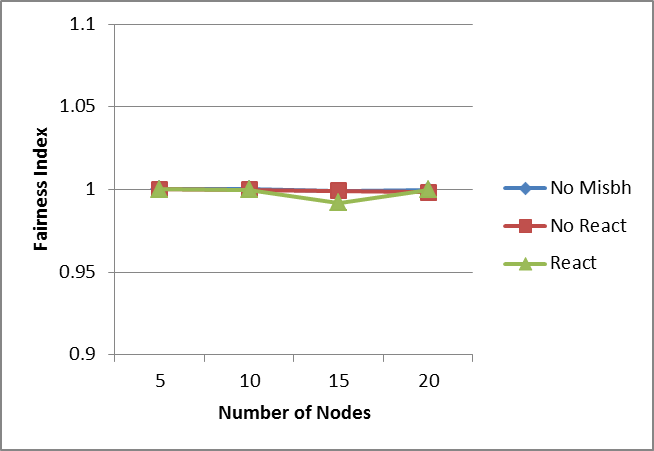 1.1
1.05
1
0.95
0.9
Fairness Index
5 10 15 20
Number of Nodes
No Misbh
No React
React